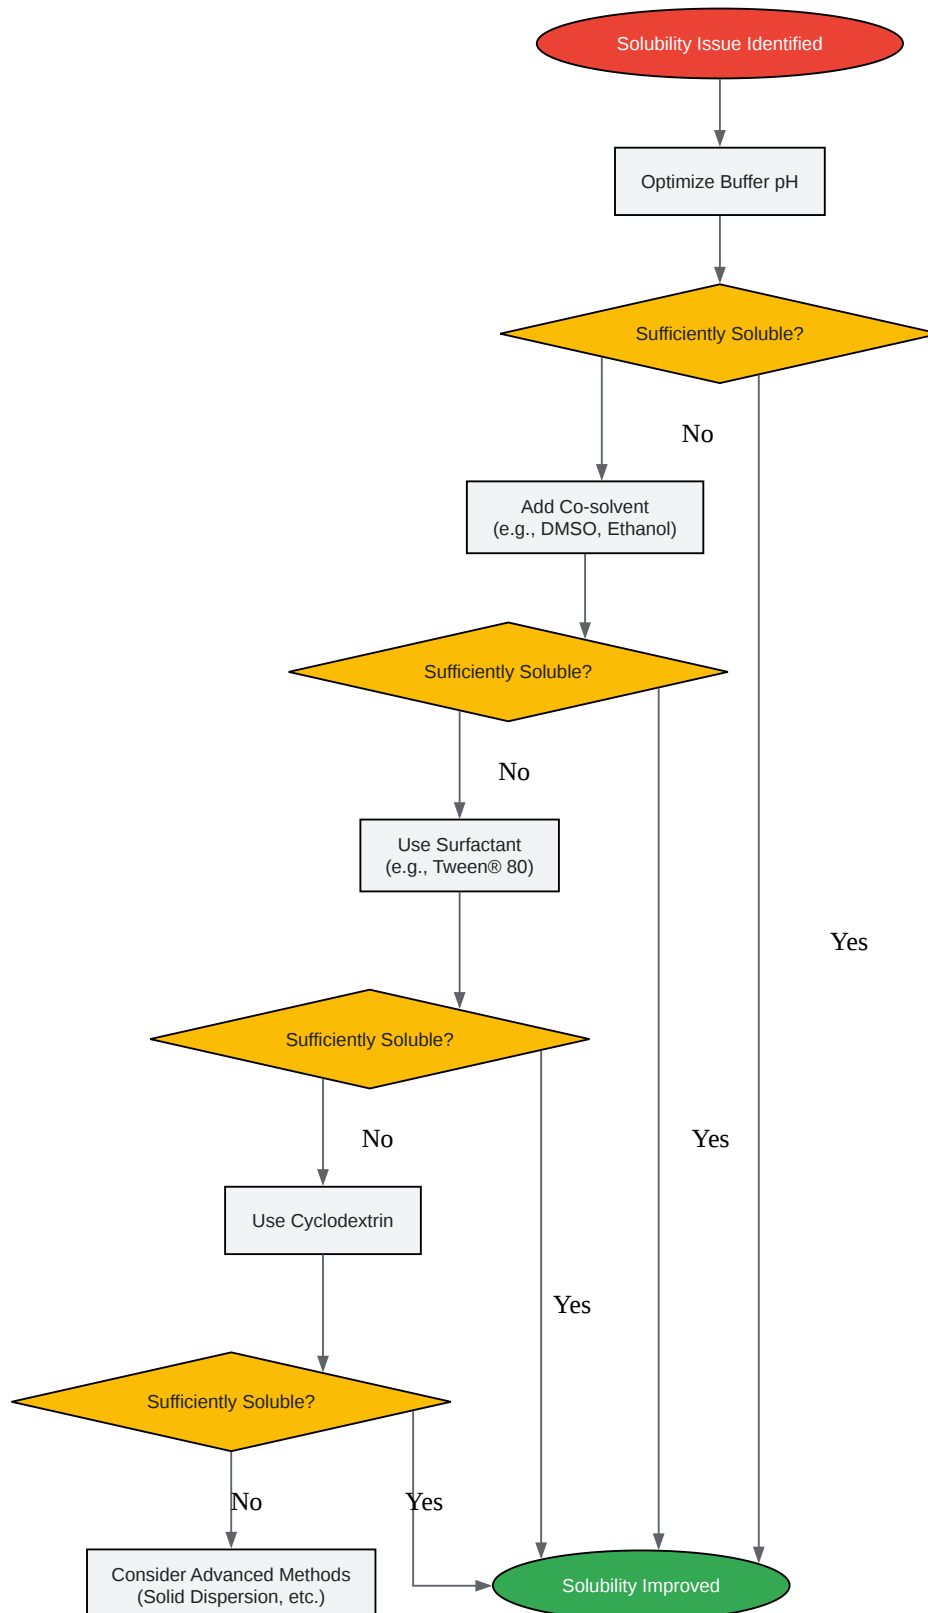 Solubility Issue Identified
Optimize Buffer pH
Sufficiently Soluble?
No
Add Co-solvent
(e.g., DMSO, Ethanol)
Sufficiently Soluble?
No
Use Surfactant
(e.g., Tween® 80)
Yes
Sufficiently Soluble?
No
Yes
Use Cyclodextrin
Yes
Sufficiently Soluble?
No
Yes
Consider Advanced Methods
(Solid Dispersion, etc.)
Solubility Improved